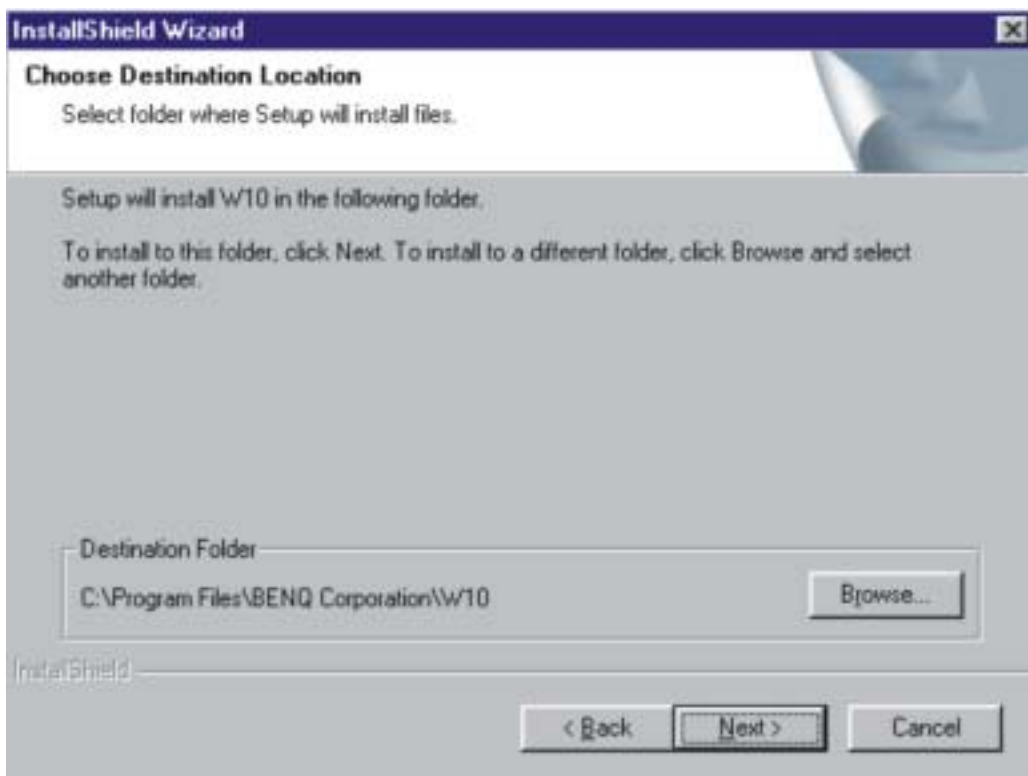 InstallShield Wizard
Choose Destination Location
Select folder where Setup will install files.
Setup will install W10 in the following folder.
To install to this folder, click Next. To install to a different folder, click Browse and select
another folder.
Destination Folder
C:\Program Files\BENQ Corporation\W10
Browse...
InstallShield
< Back
Next >
Cancel